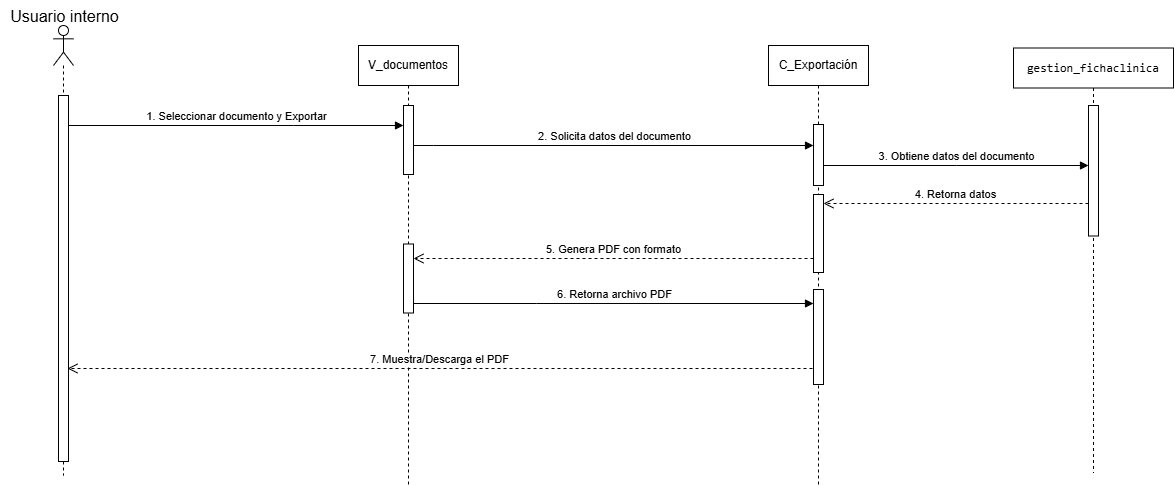 Usuario interno
V_documentos
C_Exportación
gestion_fichaclinica
1. Seleccionar documento y Exportar
2. Solicita datos del documento
3. Obtiene datos del documento
4. Retorna datos
5. Genera PDF con formato
6. Retorna archivo PDF
7. Muestra/Descarga el PDF